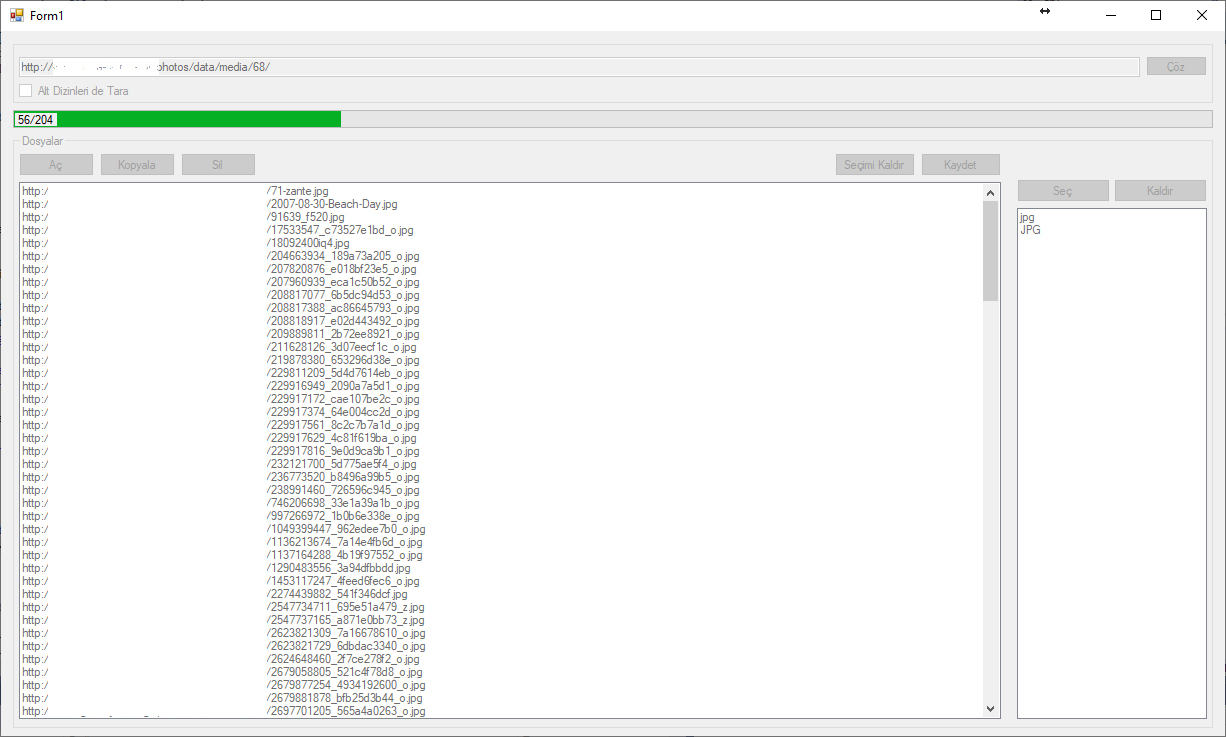 Form1
http:// photos/data/media/68/
Çöz
Alt Dizinleri de Tara
56/204
Dosyalar
Aç Kopyala Sil Seçimi Kaldır Kaydet
Seç Kaldır
http:/ /71-zante.jpg
http:/ /2007-08-30-Beach-Day.jpg
http:/ /91639_f520.jpg
http:/ /17533547_c73527e1bd_o.jpg
http:/ /18092400iq4.jpg
http:/ /204663934_189a73a205_o.jpg
http:/ /207820876_e018bf23e5_o.jpg
http:/ /207960939_eca1c50b52_o.jpg
http:/ /208817077_6b5dc94d53_o.jpg
http:/ /208817388_ac86645793_o.jpg
http:/ /208818917_e02d443492_o.jpg
http:/ /209889811_2b72ee8921_o.jpg
http:/ /211628126_3d07eecf1c_o.jpg
http:/ /219878380_653296d38e_o.jpg
http:/ /229811209_5d4d7614eb_o.jpg
http:/ /229916949_2090a7a5d1_o.jpg
http:/ /229917172_cae107be2c_o.jpg
http:/ /229917374_64e004cc2d_o.jpg
http:/ /229917561_8c2c7b7a1d_o.jpg
http:/ /229917629_4c81f619ba_o.jpg
http:/ /229917816_9e0d9ca9b1_o.jpg
http:/ /232121700_5d775ae5f4_o.jpg
http:/ /236773520_b8496a99b5_o.jpg
http:/ /238991460_726596c945_o.jpg
http:/ /746206698_33e1a39a1b_o.jpg
http:/ /997266972_1b0b6e338e_o.jpg
http:/ /1049399447_962edee7b0_o.jpg
http:/ /1136213674_7a14e4fb6d_o.jpg
http:/ /1137164288_4b19f97552_o.jpg
http:/ /1290483556_3a94dfbbdd.jpg
http:/ /1453117247_4feed6fec6_o.jpg
http:/ /2274439882_541f346dcf.jpg
http:/ /2547734711_695e51a479_z.jpg
http:/ /2547737165_a871e0bb73_z.jpg
http:/ /2623821309_7a16678610_o.jpg
http:/ /2623821729_6dbdac3340_o.jpg
http:/ /2624648460_2f7ce278f2_o.jpg
http:/ /2679058805_521c4f78d8_o.jpg
http:/ /2679877254_4934192600_o.jpg
http:/ /2679881878_bfb25d3b44_o.jpg
http:/ /2697701205_565a4a0263_o.jpg
jpg
JPG